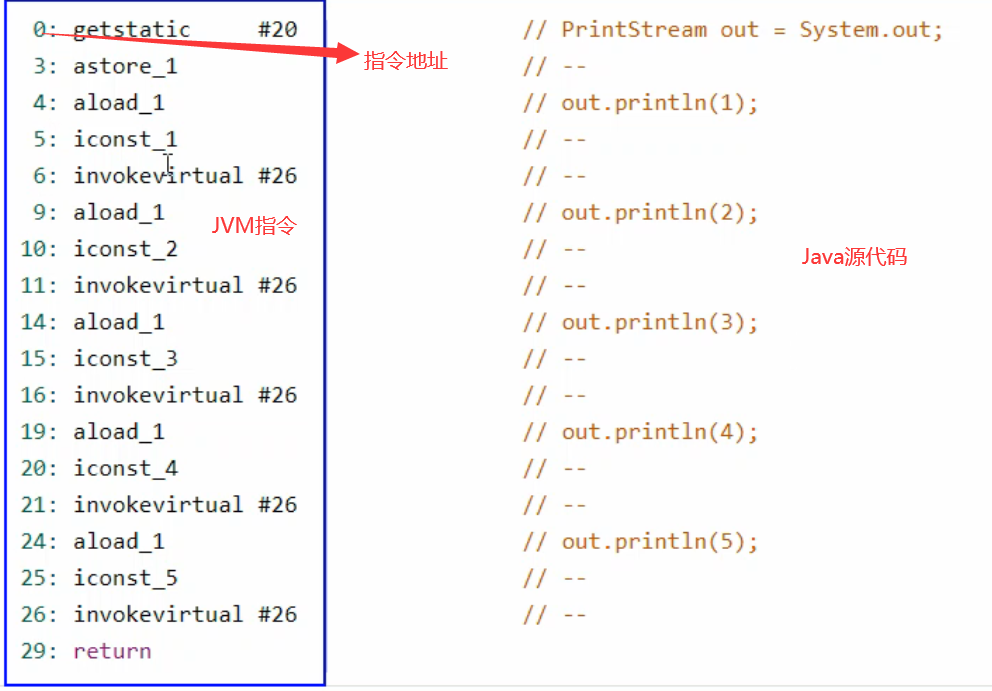 0: getstatic #20 // PrintStream out = System.out;
指令地址
3: astore_1 // --
4: aload_1 // out.println(1);
5: iconst_1 // --
6: invokevirtual #26 // --
9: aload_1 // out.println(2);
JVM指令
10: iconst_2 // --
Java源代码
11: invokevirtual #26 // --
14: aload_1 // out.println(3);
15: iconst_3 // --
16: invokevirtual #26 // --
19: aload_1 // out.println(4);
20: iconst_4 // --
21: invokevirtual #26 // --
24: aload_1 // out.println(5);
25: iconst_5 // --
26: invokevirtual #26 // --
29: return